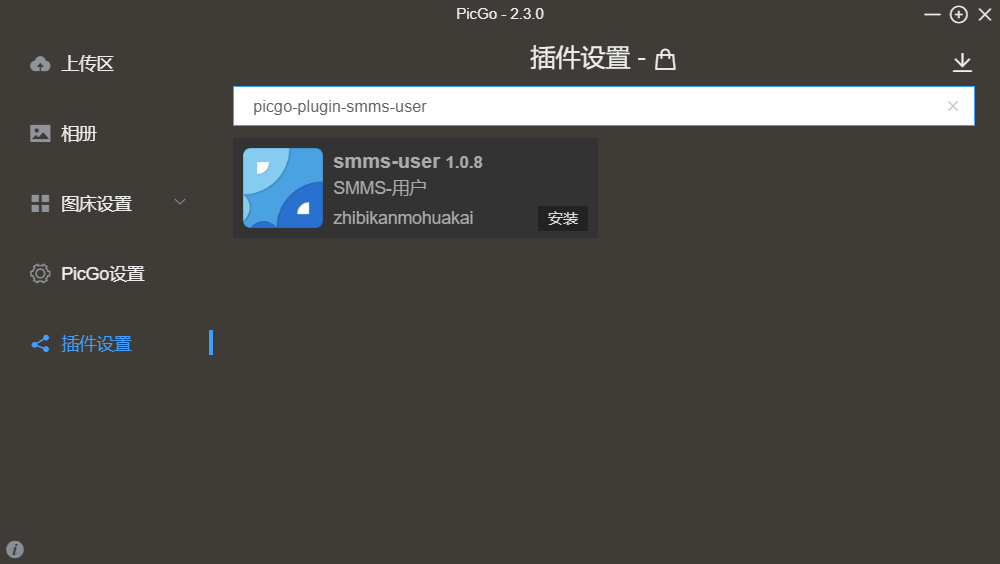 PicGo - 2.3.0
上传区
相册
图床设置
PicGo设置
插件设置
插件设置 -
picgo-plugin-smms-user
smms-user 1.0.8
SMMS-用户
zhibikanmohuakai
安装